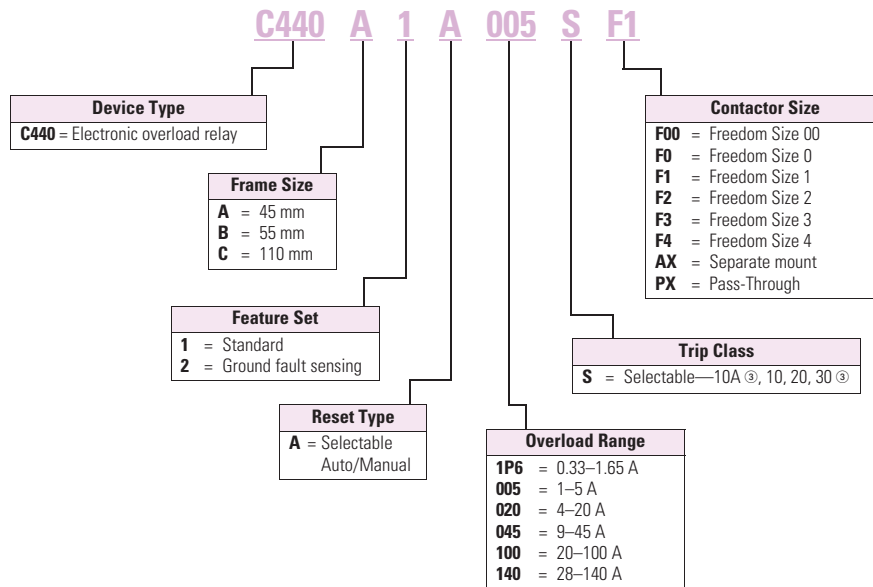 C440 A 1 A 005 S F1
Device Type
C440 = Electronic overload relay
Frame Size
A = 45 mm
B = 55 mm
C = 110 mm
Feature Set
1 = Standard
2 = Ground fault sensing
Reset Type
A = Selectable
Auto/Manual
Overload Range
1P6 = 0.33–1.65 A
005 = 1–5 A
020 = 4–20 A
045 = 9–45 A
100 = 20–100 A
140 = 28–140 A
Trip Class
S = Selectable—10A ③, 10, 20, 30 ③
Contactor Size
F00 = Freedom Size 00
F0 = Freedom Size 0
F1 = Freedom Size 1
F2 = Freedom Size 2
F3 = Freedom Size 3
F4 = Freedom Size 4
AX = Separate mount
PX = Pass-Through